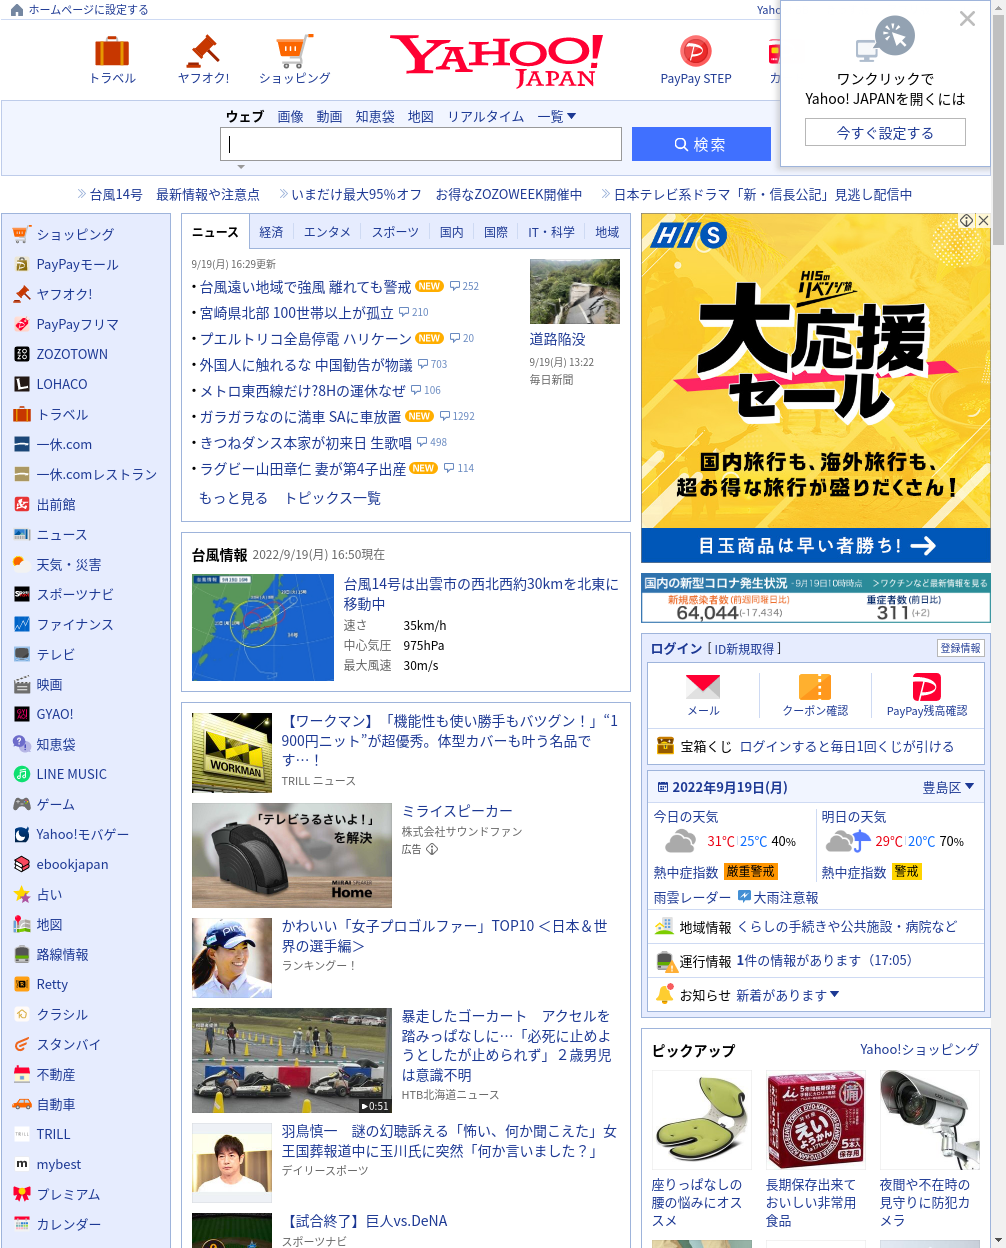 ホームページに設定する
Yaho
ワンクリックで
Yahoo! JAPANを開くには
今すぐ設定する
トラベル
ヤフオク!
ショッピング
YAHOO!
JAPAN
PayPay STEP
カ
ウェブ 画像 動画 知恵袋 地図 リアルタイム 一覧
検索
台風14号 最新情報や注意点
いまだけ最大95％オフ お得なZOZOWEEK開催中
日本テレビ系ドラマ「新・信長公記」見逃し配信中
ショッピング
PayPayモール
ヤフオク!
PayPayフリマ
ZOZOTOWN
LOHACO
トラベル
一休.com
一休.comレストラン
出前館
ニュース
天気・災害
スポーツナビ
ファイナンス
テレビ
映画
GYAO!
知恵袋
LINE MUSIC
ゲーム
Yahoo!モバゲー
ebookjapan
占い
地図
路線情報
Retty
クラシル
スタンバイ
不動産
自動車
TRILL
mybest
プレミアム
カレンダー
ニュース 経済 エンタメ スポーツ 国内 国際 IT・科学 地域
9/19(月) 16:29更新
台風遠い地域で強風 離れても警戒 NEW 252
宮崎県北部 100世帯以上が孤立 210
プエルトリコ全島停電 ハリケーン NEW 20
外国人に触れるな 中国勧告が物議 703
メトロ東西線だけ?8Hの運休なぜ 106
ガラガラなのに満車 SAに車放置 NEW 1292
きつねダンス本家が初来日 生歌唱 498
ラグビー山田章仁 妻が第4子出産 NEW 114
もっと見る トピックス一覧
道路陥没
9/19(月) 13:22
毎日新聞
台風情報 2022/9/19(月) 16:50現在
台風14号は出雲市の西北西約30kmを北東に
移動中
速さ 35km/h
中心気圧 975hPa
最大風速 30m/s
WORKMAN
【ワークマン】「機能性も使い勝手もバツグン！」“1
900円ニット”が超優秀。体型カバーも叶う名品で
す…！
TRILL ニュース
「テレビうるさいよ！」
を解決
MIRAI SPEAKER
Home
ミライスピーカー
株式会社サウンドファン
広告
かわいい「女子プロゴルファー」TOP10 ＜日本＆世
界の選手編＞
ランキングー！
0:51
暴走したゴーカート アクセルを
踏みっぱなしに…「必死に止めよ
うとしたが止められず」２歳男児
は意識不明
HTB北海道ニュース
羽鳥慎一 謎の幻聴訴える「怖い、何か聞こえた」女
王国葬報道中に玉川氏に突然「何か言いました？」
デイリースポーツ
【試合終了】巨人vs.DeNA
スポーツナビ
HIS
HISの
リベンジ旅
大応援
セール
国内旅行も、海外旅行も、
超お得な旅行が盛りだくさん！
目玉商品は早い者勝ち!
国内の新型コロナ発生状況 - 9月19日10時時点 ＞ワクチンなど最新情報を見る
新規感染者数 (前週同曜日比) 重症者数 (前日比)
64,044(-17,434) 311(+2)
ログイン [ ID新規取得 ] 登録情報
メール
クーポン確認
PayPay残高確認
宝箱くじ ログインすると毎日1回くじが引ける
2022年9月19日(月) 豊島区
今日の天気
31℃ 25℃ 40%
熱中症指数 厳重警戒
明日の天気
29℃ 20℃ 70%
熱中症指数 警戒
雨雲レーダー 大雨注意報
地域情報 くらしの手続きや公共施設・病院など
運行情報 1件の情報があります（17:05）
お知らせ 新着があります
ピックアップ Yahoo!ショッピング
えいようかん
座りっぱなしの
腰の悩みにオス
スメ
長期保存出来て
おいしい非常用
食品
夜間や不在時の
見守りに防犯カ
メラ